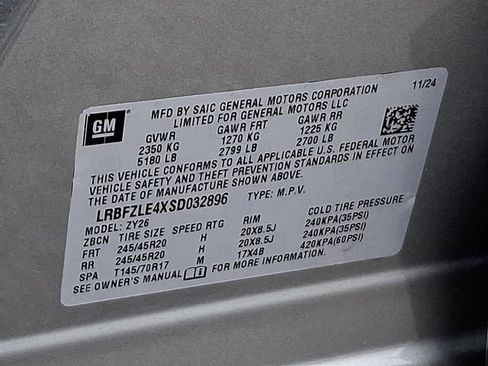 11/24
GM
MFD BY SAIC GENERAL MOTORS CORPORATION
LIMITED FOR GENERAL MOTORS LLC
GVWR GAWR FRT GAWR RR
2350 KG 1270 KG 1225 KG
5180 LB 2799 LB 2700 LB
THIS VEHICLE CONFORMS TO ALL APPLICABLE U.S. FEDERAL MOTOR
VEHICLE SAFETY AND THEFT PREVENTION STANDARDS IN EFFECT ON
THE DATE OF MANUFACTURE SHOWN ABOVE.
LRBFZLE4XSD032896 TYPE: M.P.V.
MODEL: ZY26
ZBCN TIRE SIZE SPEED RTG RIM COLD TIRE PRESSURE
FRT 245/45R20 H 20X8.5J 240KPA(35PSI)
RR 245/45R20 H 20X8.5J 240KPA(35PSI)
SPA T145/70R17 M 17X4B 420KPA(60PSI)
SEE OWNER'S MANUAL FOR MORE INFORMATION.